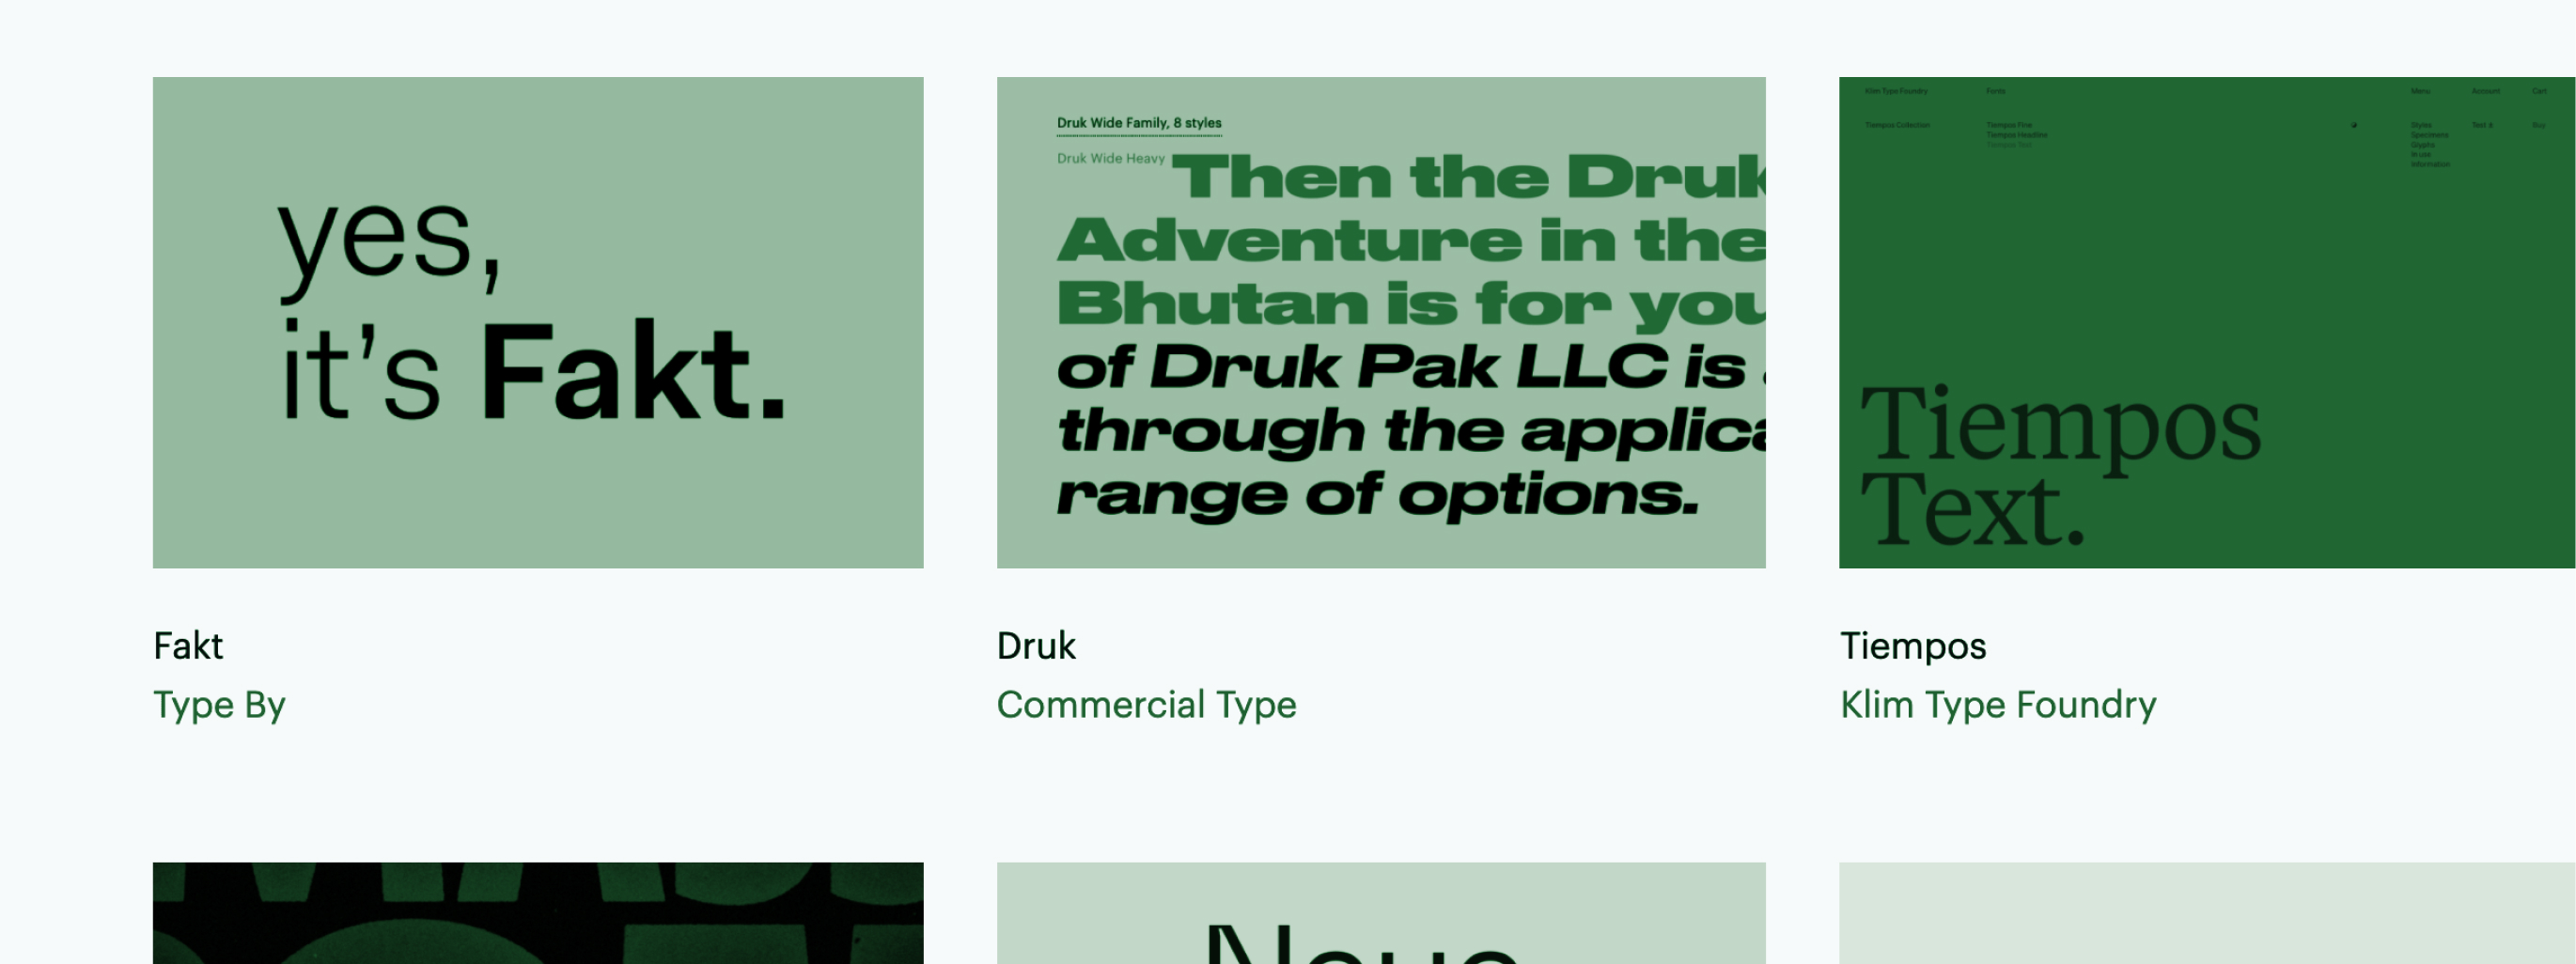 yes,
it’s Fakt.
Fakt
Type By
Druk Wide Family, 8 styles
Druk Wide Heavy Then the Druk
Adventure in the
Bhutan is for you
of Druk Pak LLC is
through the applica
range of options.
Druk
Commercial Type
Klim Type Foundry
Fonts
Menu
Account
Cart
Tiempos Collection
Tiempos Fine
Tiempos Headline
Tiempos Text
Styles
Specimens
Glyphs
In use
Information
Buy
Tiempos
Text.
Tiempos
Klim Type Foundry